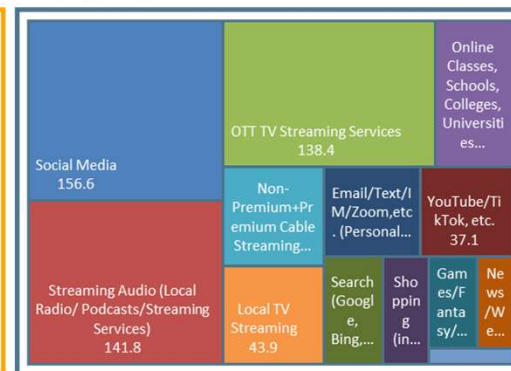 Social Media
156.6
Streaming Audio (Local
Radio/ Podcasts/Streaming
Services)
141.8
OTT TV Streaming Services
138.4
Online
Classes,
Schools,
Colleges,
Universiti
es...
Non-
Premium+Pr
emium Cable
Streaming...
Email/Text/I
M/Zoom,etc
. (Personal...
YouTube/Ti
kTok, etc.
37.1
Local TV
Streaming
43.9
Search
(Googl
e,
Bing,...
Sho
ppin
g
(in...
Gam
es/F
anta
sy/...
Ne
ws
/W
e...